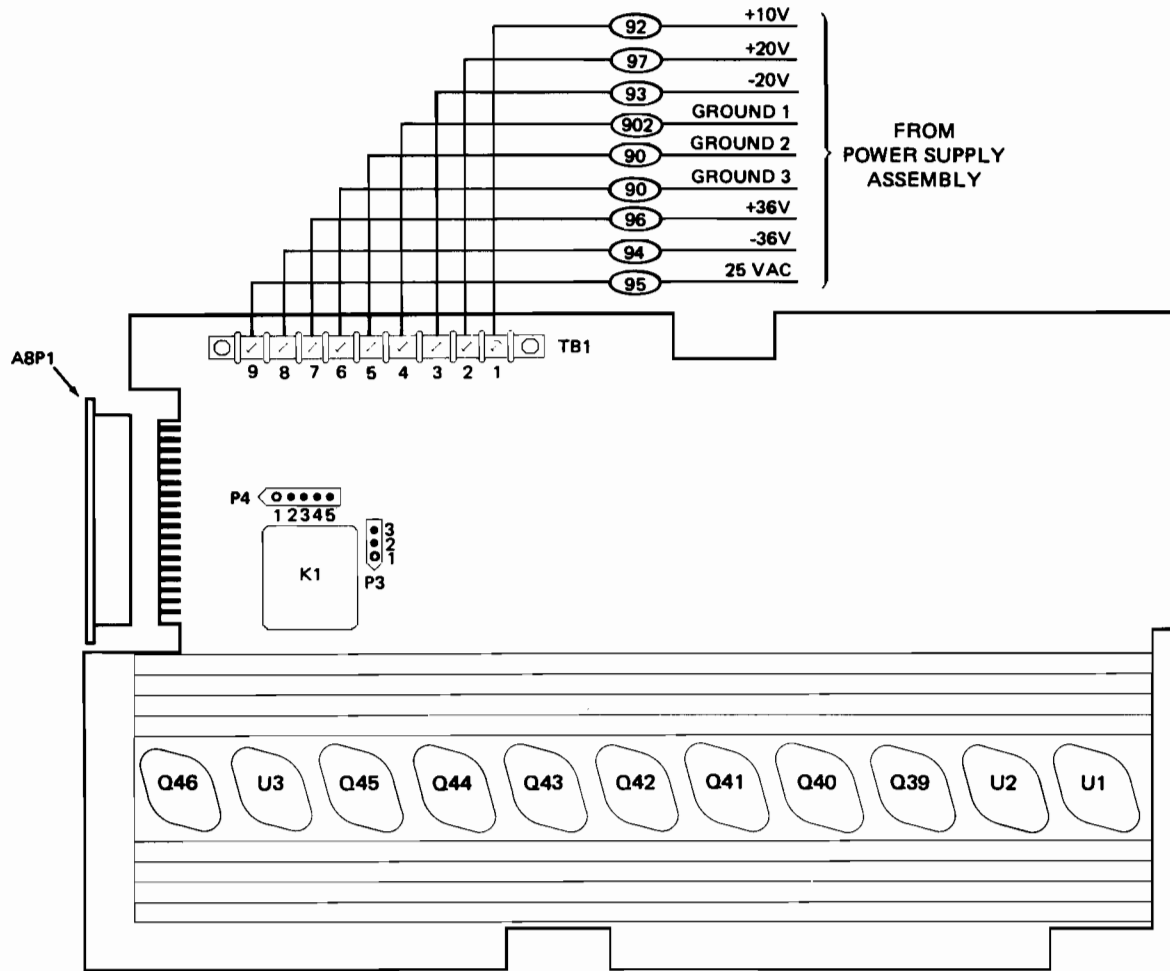 92 +10V
97 +20V
93 -20V
902 GROUND 1
90 GROUND 2
90 GROUND 3
96 +36V
94 -36V
95 25 VAC
FROM
POWER SUPPLY
ASSEMBLY
TB1
9 8 7 6 5 4 3 2 1
A8P1
P4
1 2 3 4 5
3
2
1
P3
K1
Q46 U3 Q45 Q44 Q43 Q42 Q41 Q40 Q39 U2 U1